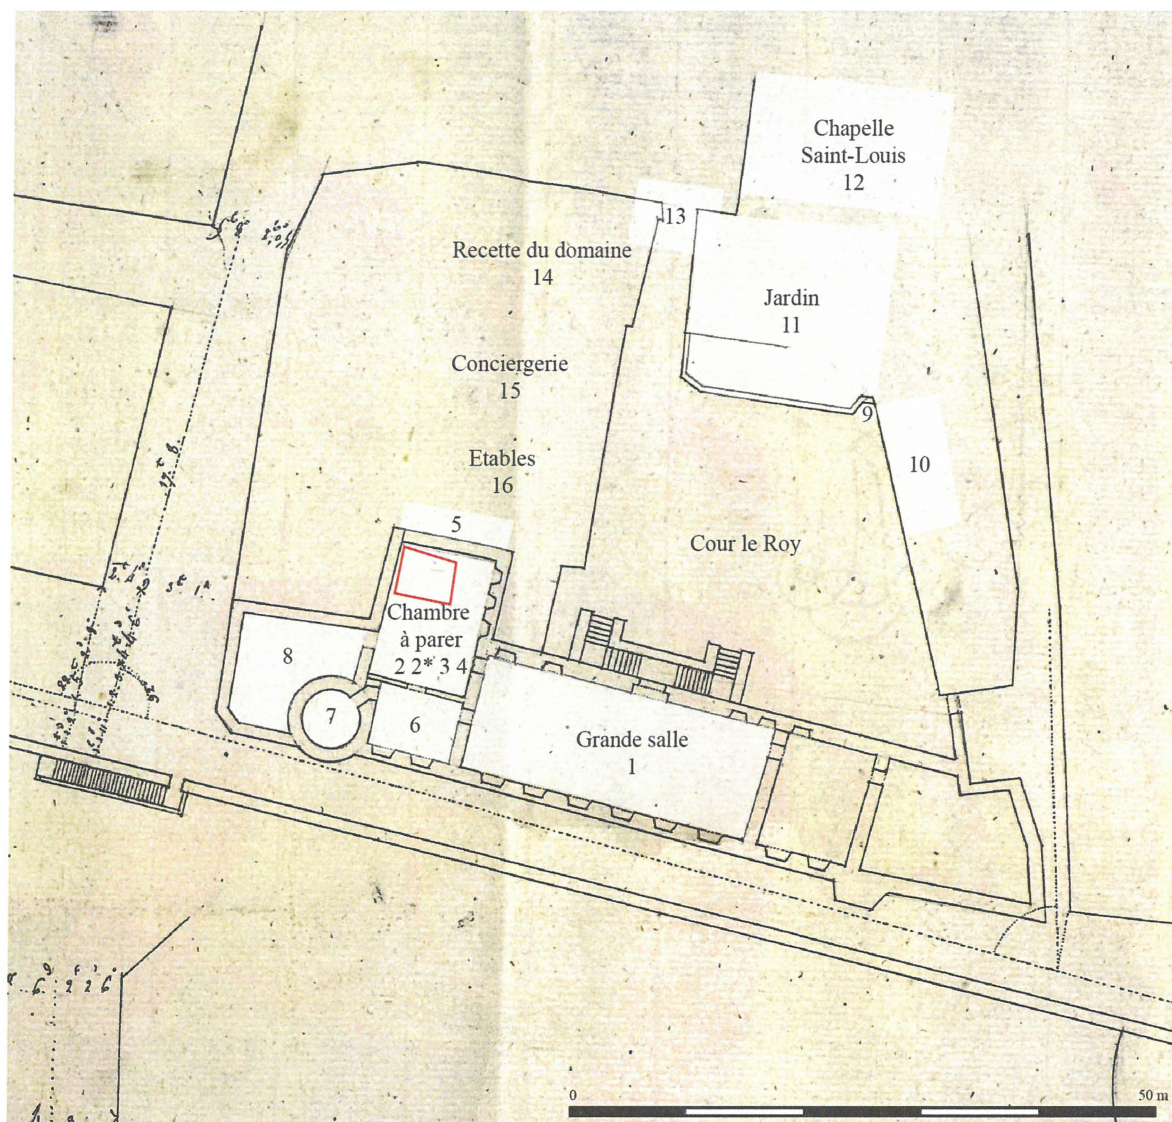 Chapelle
Saint-Louis
12
13
Recette du domaine
14
Jardin
11
Conciergerie
15
9
Etables
16
10
5
Cour le Roy
Chambre
à parer
2 2* 3 4
8
7
6
Grande salle
1
0
50 m